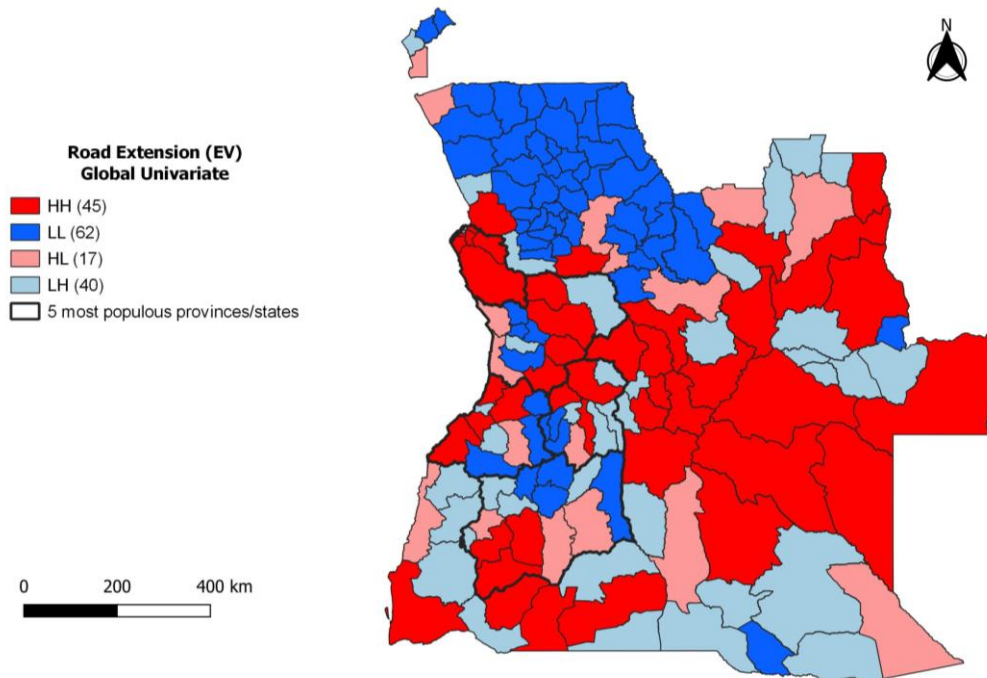 N
Road Extension (EV)
Global Univariate
HH (45)
LL (62)
HL (17)
LH (40)
5 most populous provinces/states
0 200 400 km